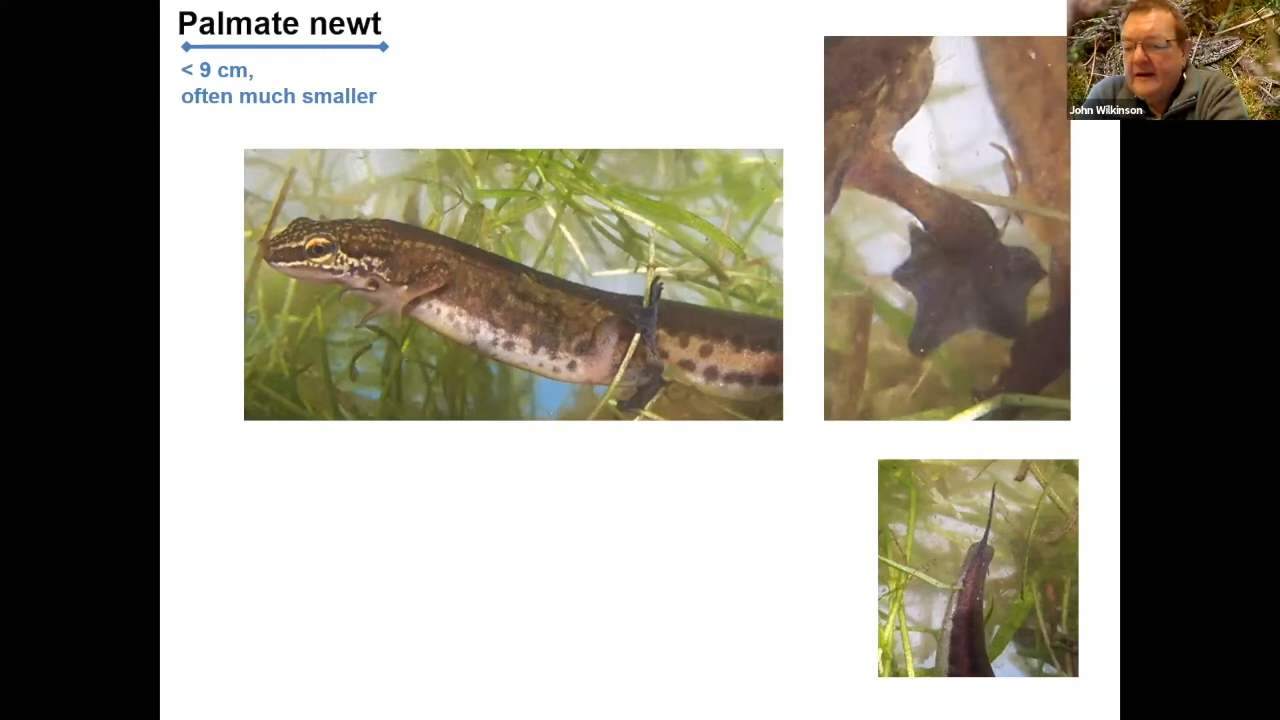 Palmate newt
< 9 cm,
often much smaller
John Wilkinson